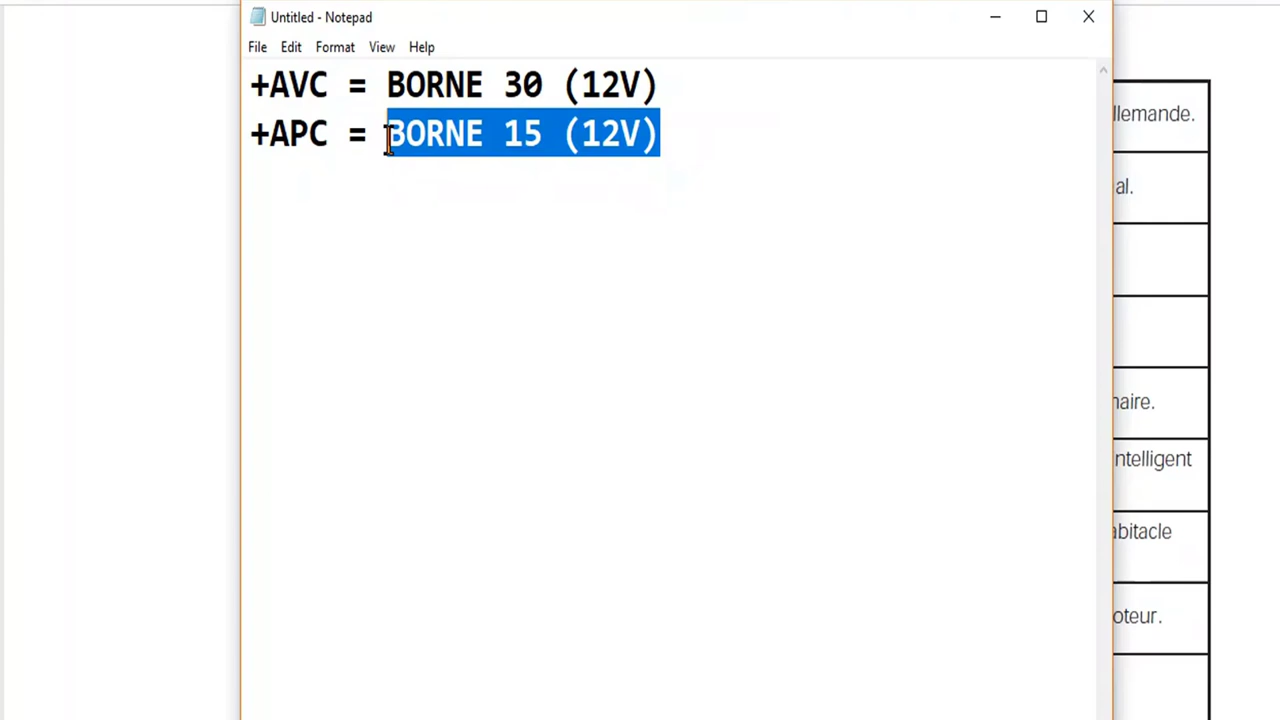 Untitled - Notepad
File Edit Format View Help
+AVC = BORNE 30 (12V)
+APC = BORNE 15 (12V)
llemande.
al.
naire.
ntelligent
abitacle
oteur.